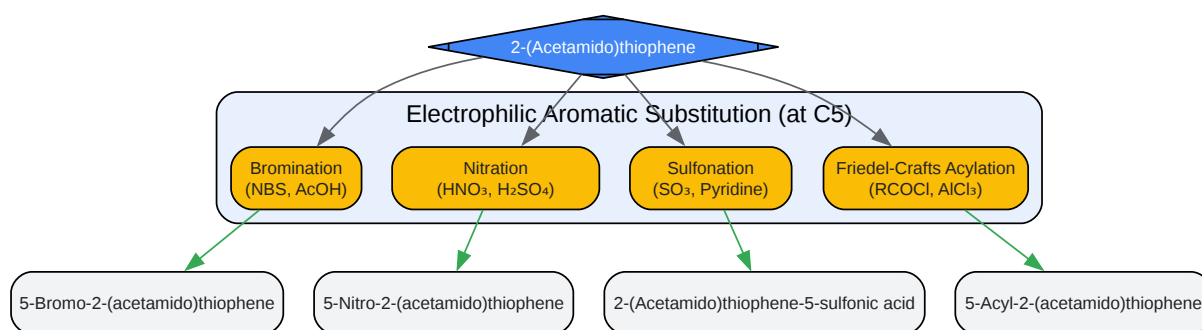 2-(Acetamido)thiophene
Electrophilic Aromatic Substitution (at C5)
Bromination
(NBS, AcOH)
Nitration
(HNO₃, H₂SO₄)
Sulfonation
(SO₃, Pyridine)
Friedel-Crafts Acylation
(RCOCl, AlCl₃)
5-Bromo-2-(acetamido)thiophene
5-Nitro-2-(acetamido)thiophene
2-(Acetamido)thiophene-5-sulfonic acid
5-Acyl-2-(acetamido)thiophene